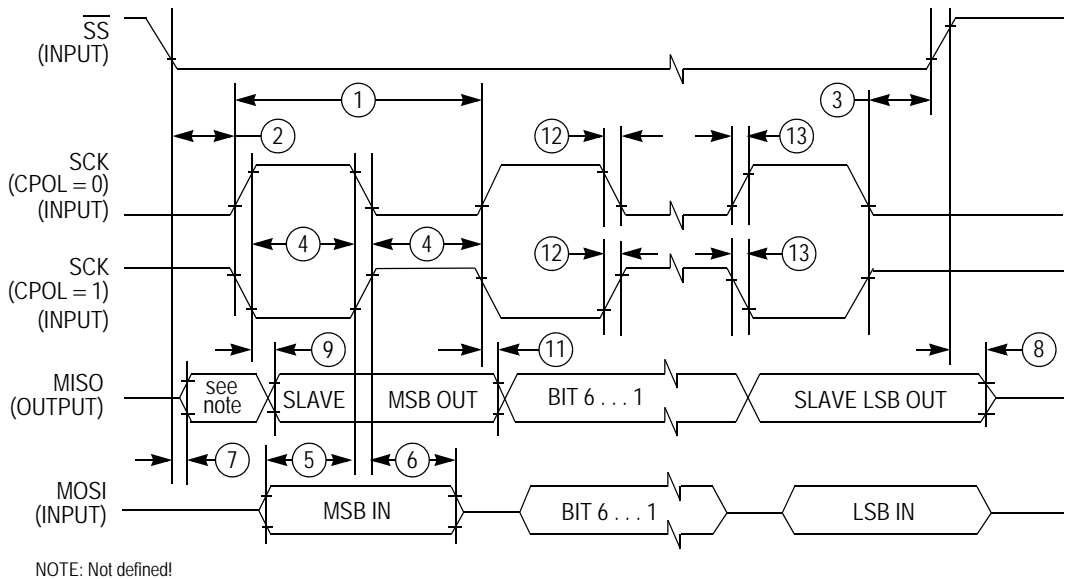 SS
(INPUT)
1
3
2
12
13
SCK
(CPOL = 0)
(INPUT)
4
4
12
13
SCK
(CPOL = 1)
(INPUT)
9
11
8
MISO
(OUTPUT)
see
note
SLAVE
MSB OUT
BIT 6 . . . 1
SLAVE LSB OUT
7
5
6
MOSI
(INPUT)
MSB IN
BIT 6 . . . 1
LSB IN
NOTE: Not defined!